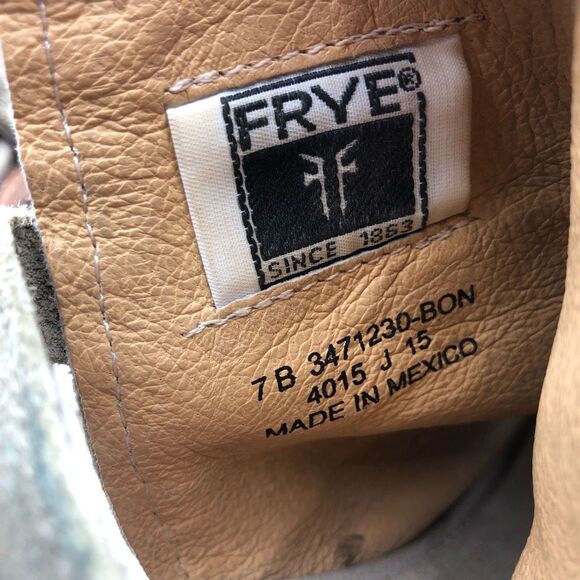 FRYE®
SINCE 1863
7 B 3471230-BON
4015 J 15
MADE IN MEXICO